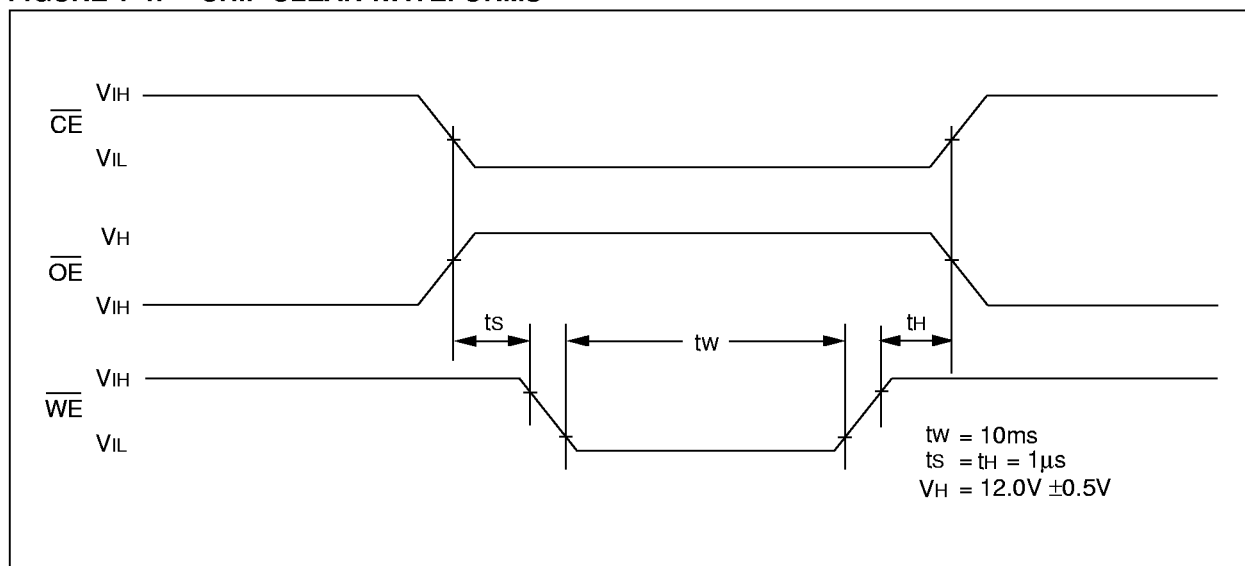 VIH
CE
VIL
VH
OE
VIH
tS
tW
tH
VIH
WE
VIL
tW = 10ms
tS = tH = 1μs
VH = 12.0V ±0.5V